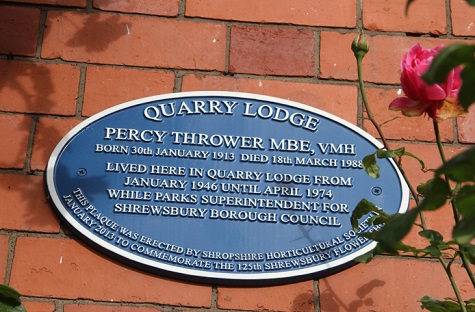 QUARRY LODGE
PERCY THROWER MBE, VMH
BORN 30th JANUARY 1913 DIED 18th MARCH 1988
LIVED HERE IN QUARRY LODGE FROM
JANUARY 1946 UNTIL APRIL 1974
WHILE PARKS SUPERINTENDENT FOR
SHREWSBURY BOROUGH COUNCIL
THIS PLAQUE WAS ERECTED BY SHROPSHIRE HORTICULTURAL
JANUARY 2013 TO COMMEMORATE THE 125th SHREWSBURY FLOWER